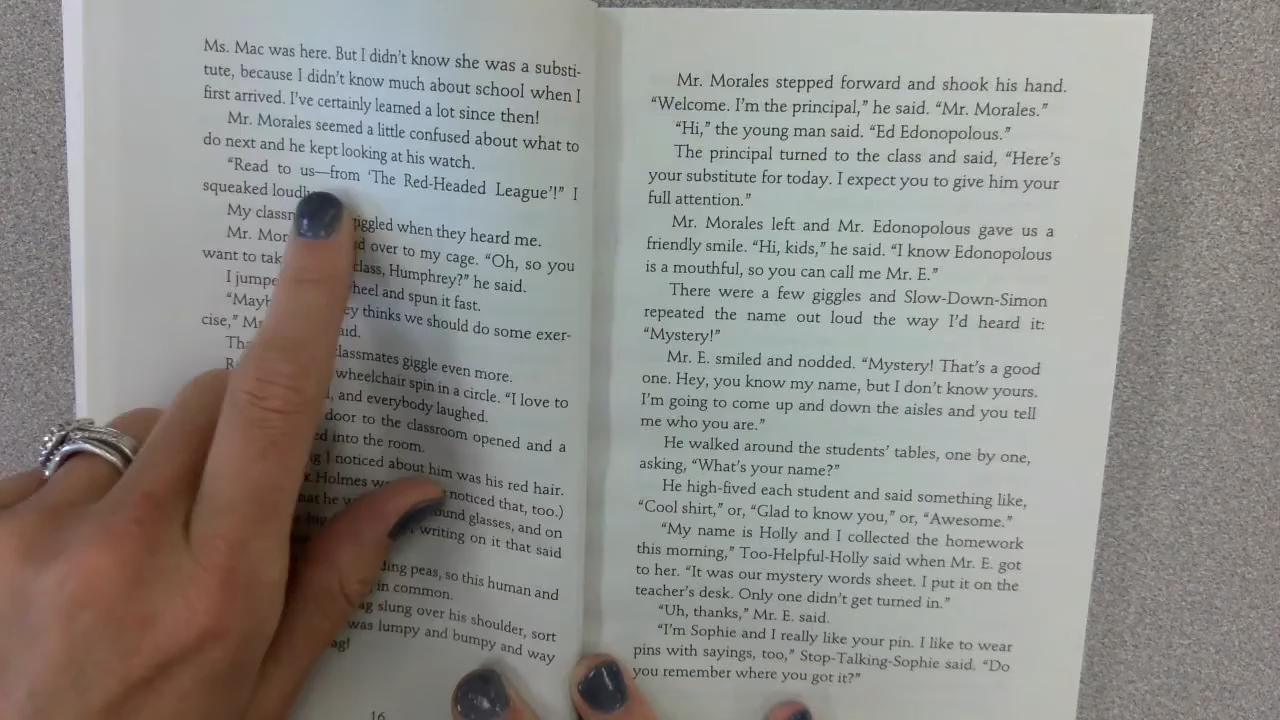 Ms. Mac was here. But I didn't know she was a substi-
tute, because I didn't know much about school when I
first arrived. I've certainly learned a lot since then!
Mr. Morales seemed a little confused about what to
do next and he kept looking at his watch.
“Read to us—from ‘The Red-Headed League’!” I
squeaked loudly
My giggled when they heard me.
Mr. over to my cage. “Oh, so you
want to class, Humphrey?” he said.
I and spun it fast.
thinks we should do some exer-
cise,”
classmates giggle even more.
wheelchair spin in a circle. “I love to
and everybody laughed.
door to the classroom opened and a
into the room.
I noticed about him was his red hair.
Holmes noticed that, too.)
he glasses, and on
writing on it that said
peas, so this human and
in common.
slung over his shoulder, sort
was lumpy and bumpy and way
16
Mr. Morales stepped forward and shook his hand.
“Welcome. I'm the principal,” he said. “Mr. Morales.”
“Hi,” the young man said. “Ed Edonopolous.”
The principal turned to the class and said, “Here's
your substitute for today. I expect you to give him your
full attention.”
Mr. Morales left and Mr. Edonopolous gave us a
friendly smile. “Hi, kids,” he said. “I know Edonopolous
is a mouthful, so you can call me Mr. E.”
There were a few giggles and Slow-Down-Simon
repeated the name out loud the way I'd heard it:
“Mystery!”
Mr. E. smiled and nodded. “Mystery! That's a good
one. Hey, you know my name, but I don't know yours.
I'm going to come up and down the aisles and you tell
me who you are.”
He walked around the students' tables, one by one,
asking, “What's your name?”
He high-fived each student and said something like,
“Cool shirt,” or, “Glad to know you,” or, “Awesome.”
“My name is Holly and I collected the homework
this morning,” Too-Helpful-Holly said when Mr. E. got
to her. “It was our mystery words sheet. I put it on the
teacher's desk. Only one didn't get turned in.”
“Uh, thanks,” Mr. E. said.
“I'm Sophie and I really like your pin. I like to wear
pins with sayings, too,” Stop-Talking-Sophie said. “Do
you remember where you got it?”